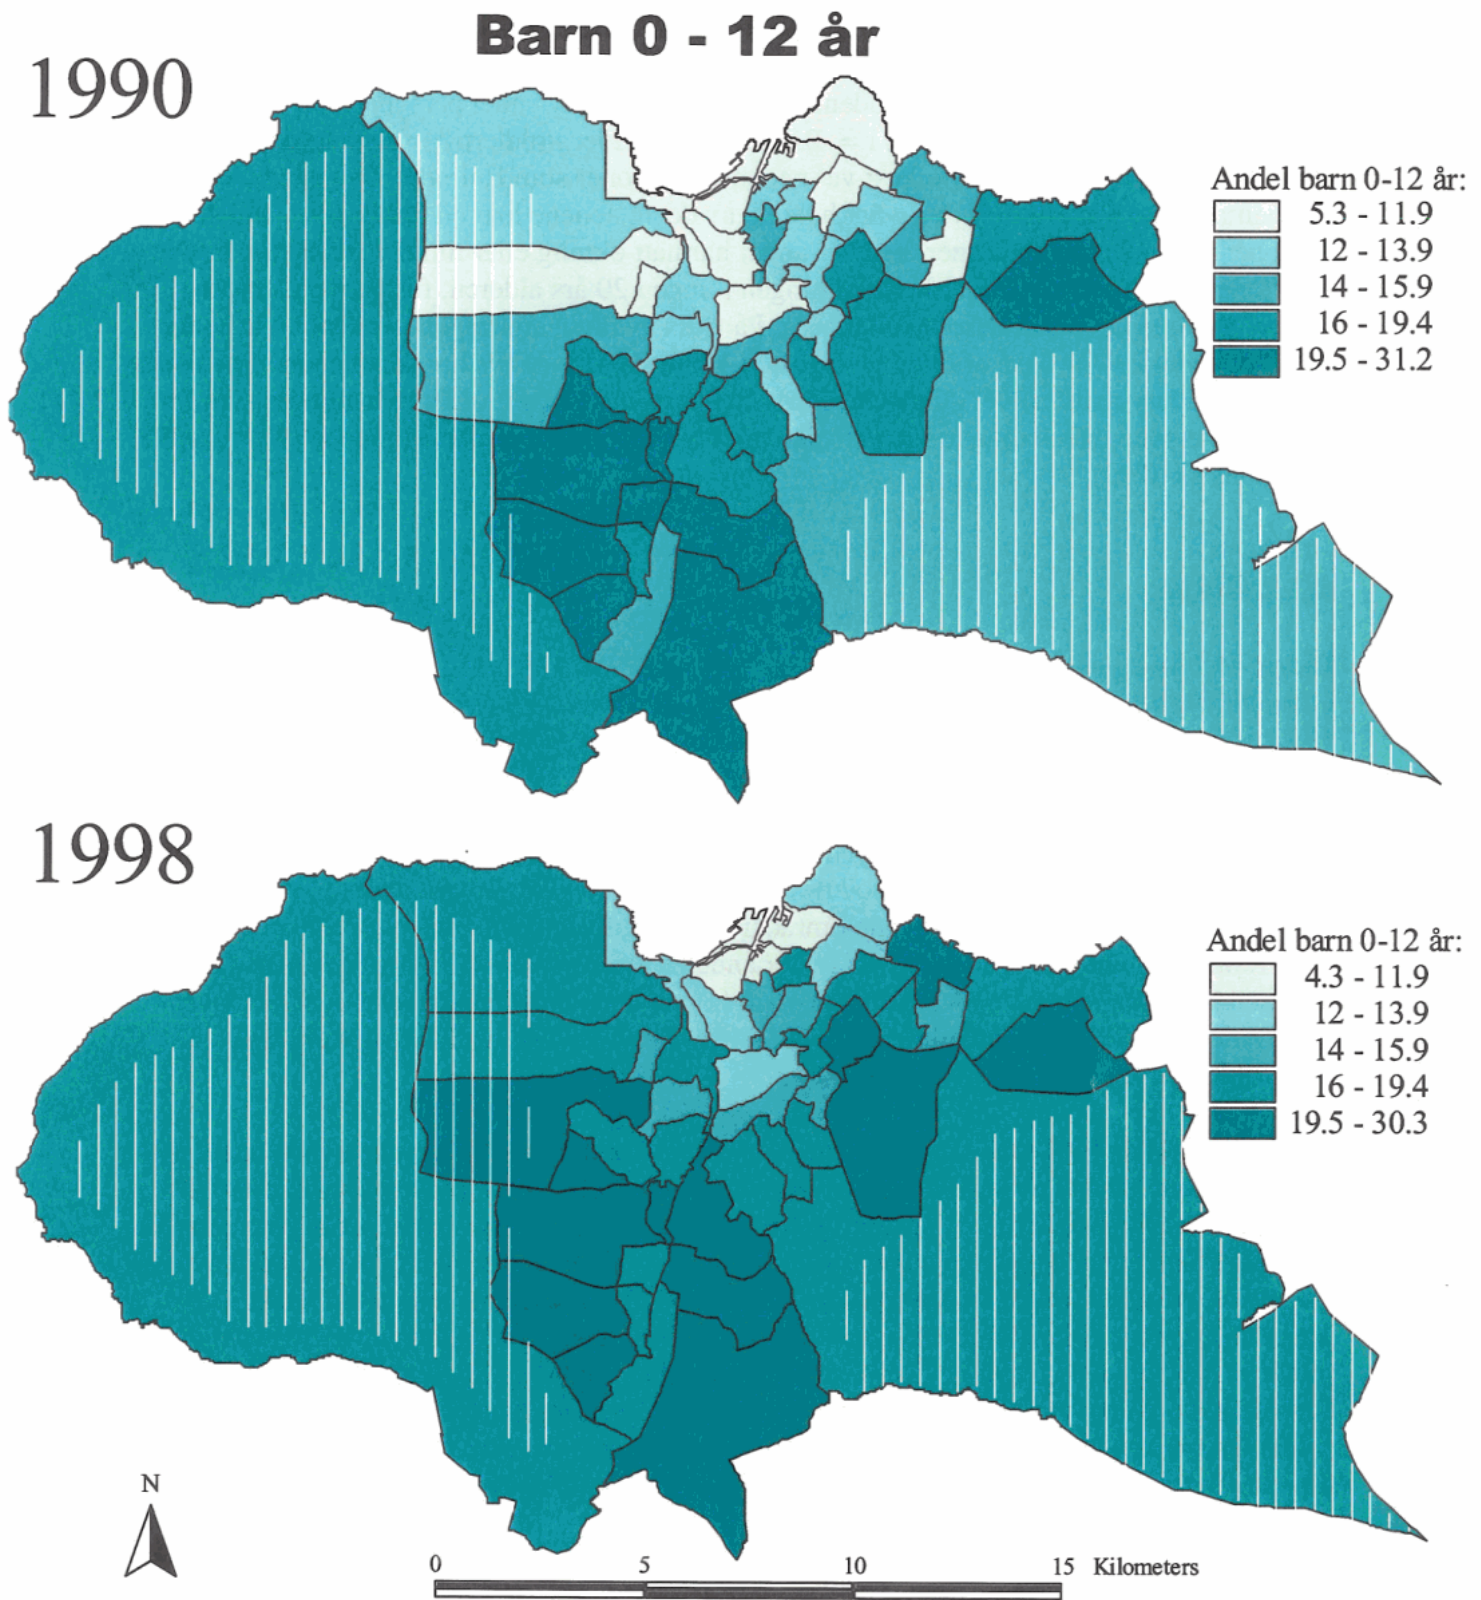 Barn 0 - 12 år
1990
Andel barn 0-12 år:
5.3 - 11.9
12 - 13.9
14 - 15.9
16 - 19.4
19.5 - 31.2
1998
Andel barn 0-12 år:
4.3 - 11.9
12 - 13.9
14 - 15.9
16 - 19.4
19.5 - 30.3
N
0 5 10 15 Kilometers